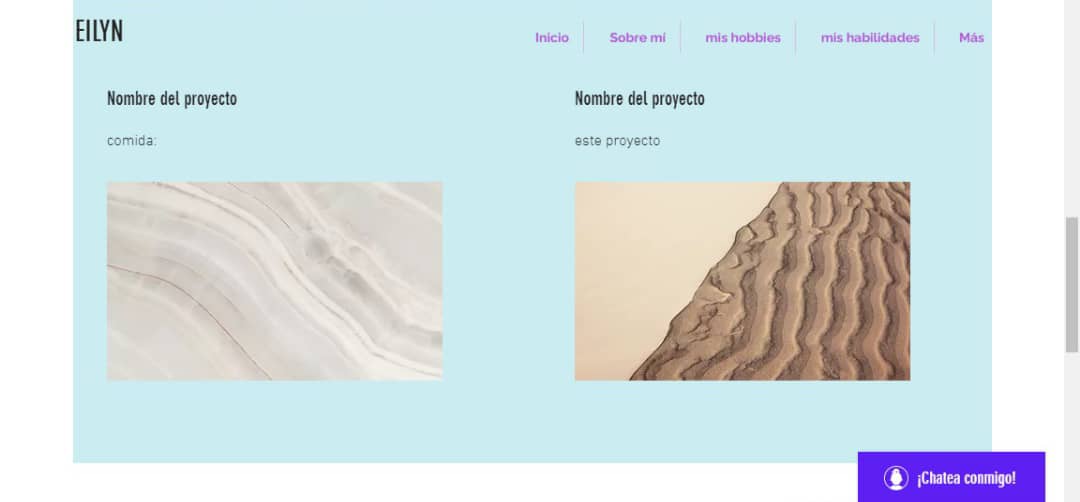 EILYN
Inicio
Sobre mí
mis hobbies
mis habilidades
Más
Nombre del proyecto
comida:
Nombre del proyecto
este proyecto
¡Chatea conmigo!